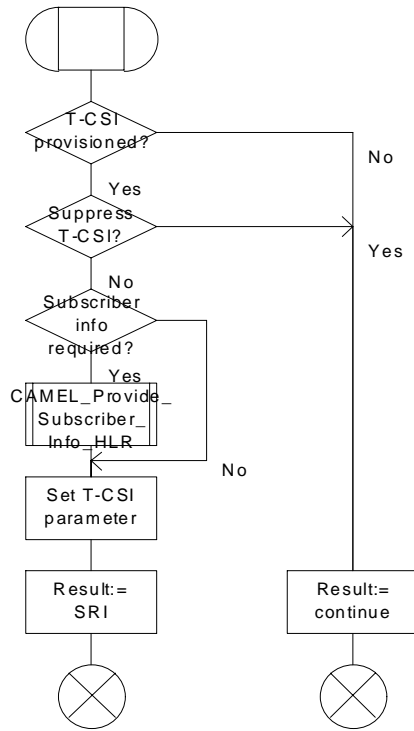 T-CSI
provisioned?
No
Yes
Suppress
T-CSI?
Yes
No
Subscriber
info
required?
Yes
CAMEL_Provide_
Subscriber_
Info_HLR
No
Set T-CSI
parameter
Result:=
SRI
Result:=
continue